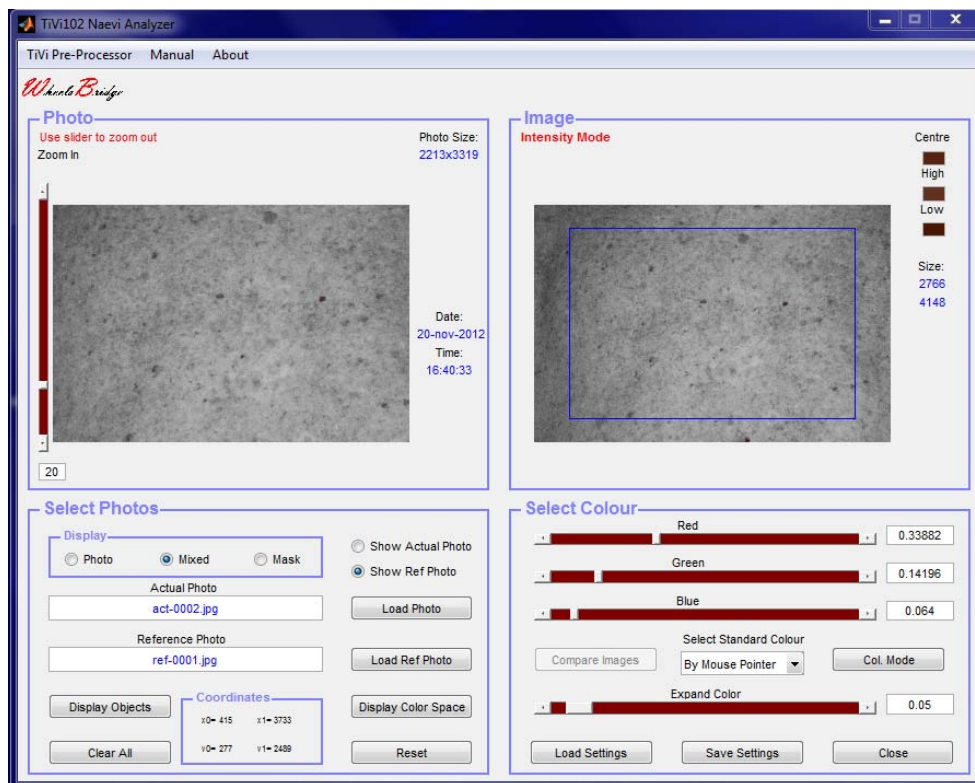 TiVi102 Naevi Analyzer
TiVi Pre-Processor Manual About
Wheels Bridge
Photo
Use slider to zoom out
Zoom In
Photo Size:
2213x3319
Date:
20-nov-2012
Time:
16:40:33
20
Image
Intensity Mode
Centre
High
Low
Size:
2766
4148
Select Photos
Display
Photo Mixed Mask
Show Actual Photo
Show Ref Photo
Actual Photo
act-0002.jpg
Load Photo
Reference Photo
ref-0001.jpg
Load Ref Photo
Display Objects
Coordinates
x0= 415 x1= 3733
y0= 277 y1= 2489
Display Color Space
Clear All
Reset
Select Colour
Red
0.33882
Green
0.14196
Blue
0.064
Select Standard Colour
Compare Images
By Mouse Pointer
Col. Mode
Expand Color
0.05
Load Settings
Save Settings
Close